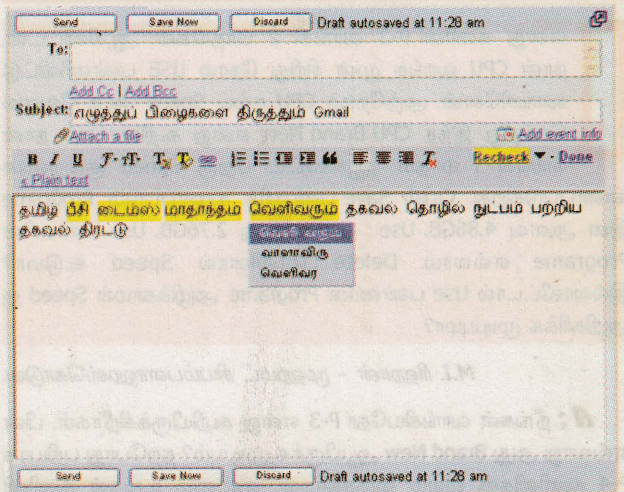 Send Save Now Discard Draft autosaved at 11:28 am
To:
Add Cc | Add Bcc
Subject: எழுத்துப் பிழைகளை திருத்தும் Gmail
Attach a file Add event info
B I U Recheck ▼ - Done
« Plain text
தமிழ் பீசி டைம்ஸ் மாதாந்தம் வெளிவரும் தகவல் தொழில் நுட்பம் பற்றிய
தகவல் திரட்டு
வாளாவிரு
வெளிவர
Send Save Now Discard Draft autosaved at 11:28 am